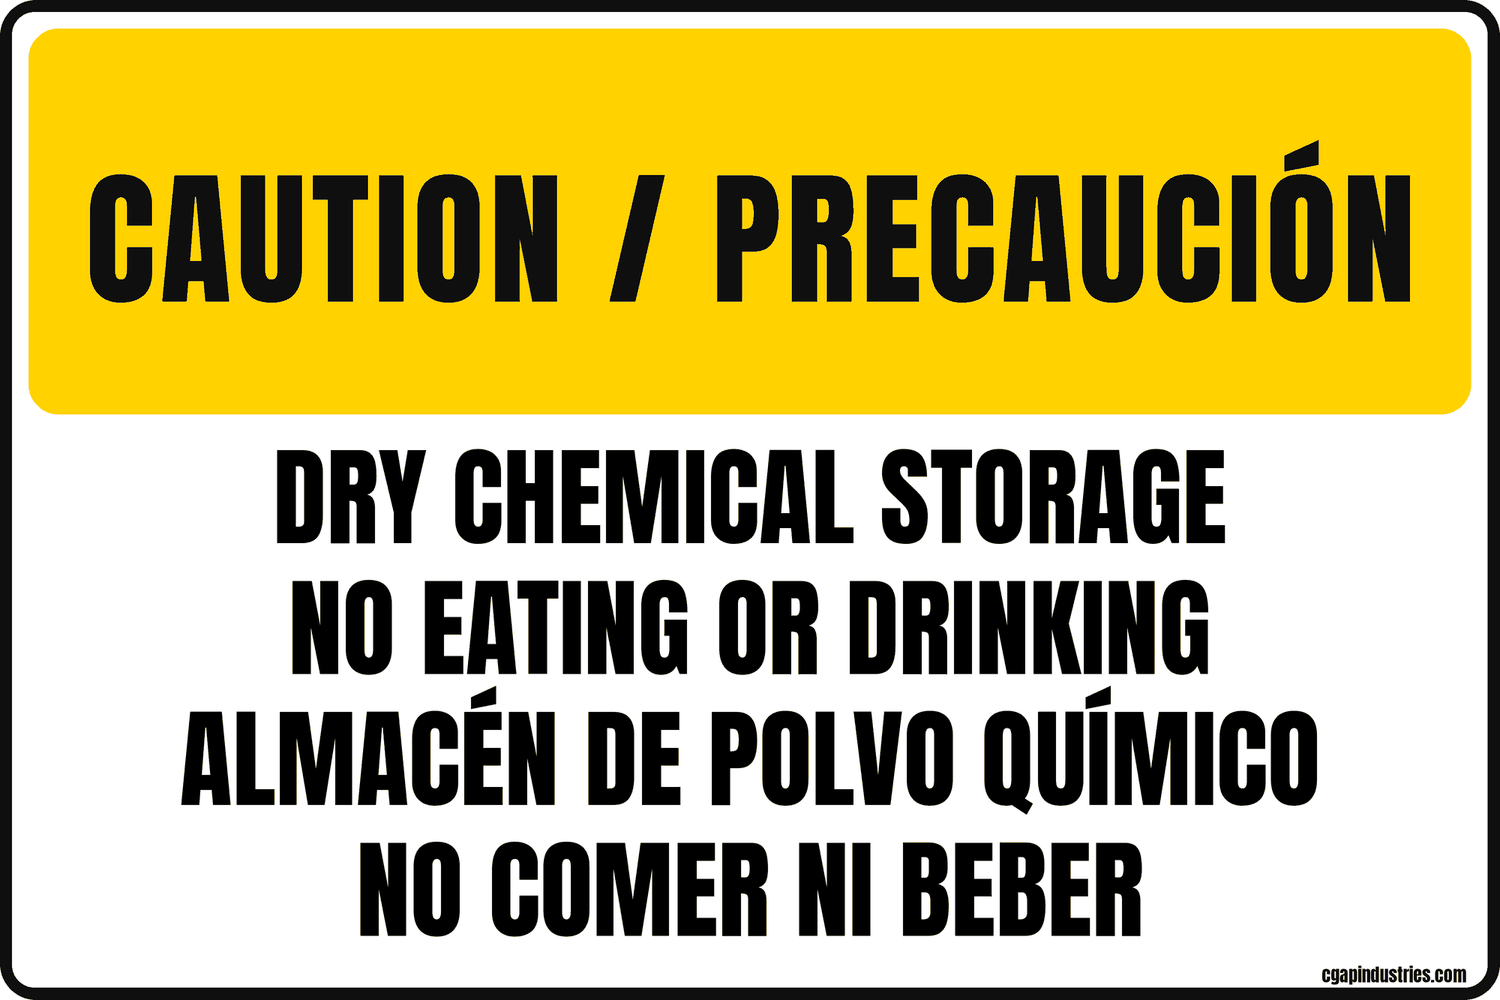 CAUTION / PRECAUCIÓN
DRY CHEMICAL STORAGE
NO EATING OR DRINKING
ALMACÉN DE POLVO QUÍMICO
NO COMER NI BEBER
cgapindustries.com